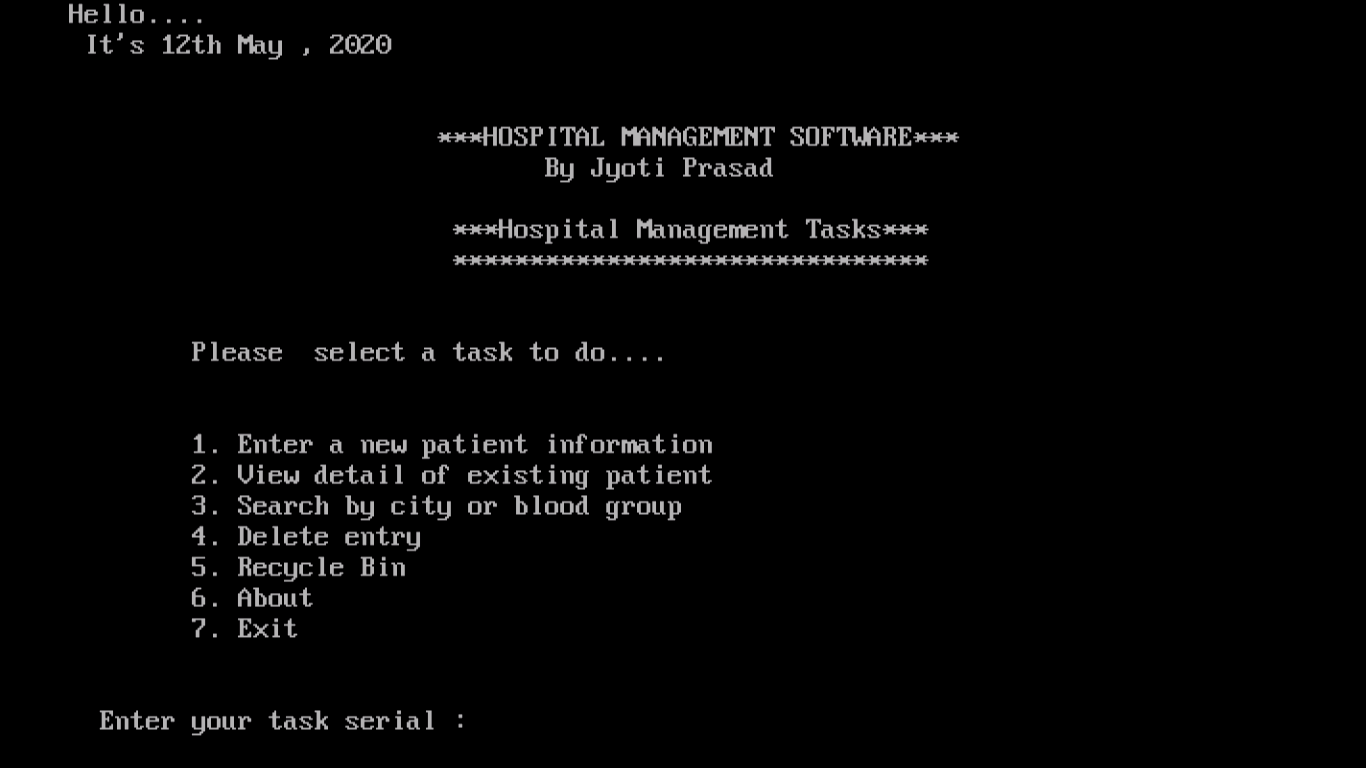 Hello....
It's 12th May , 2020
***HOSPITAL MANAGEMENT SOFTWARE***
By Jyoti Prasad
***Hospital Management Tasks***
*******************************
Please  select a task to do....
1. Enter a new patient information
2. View detail of existing patient
3. Search by city or blood group
4. Delete entry
5. Recycle Bin
6. About
7. Exit
Enter your task serial :